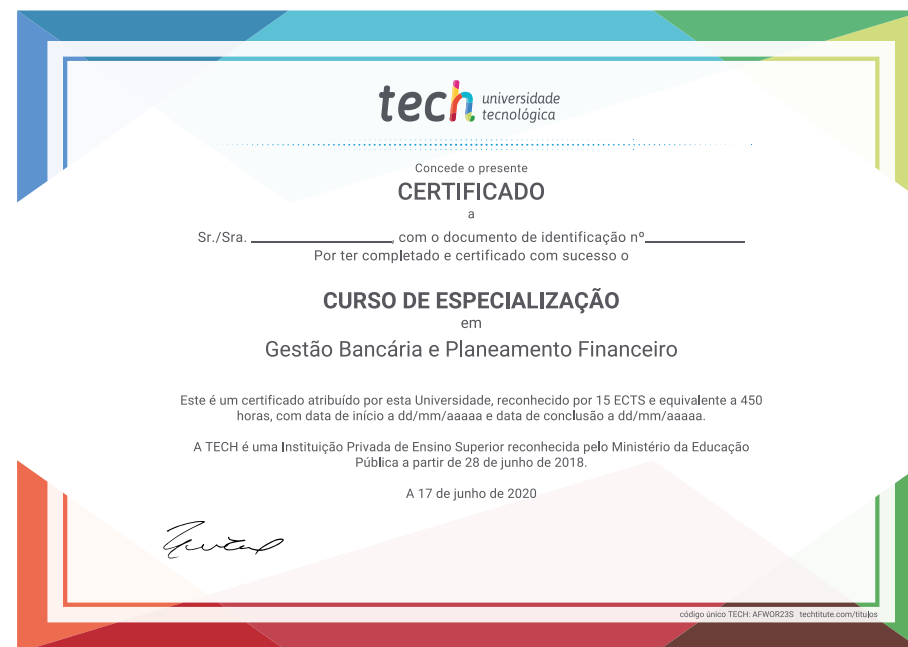 tech universidade
tecnológica
Concede o presente
CERTIFICADO
a
Sr./Sra. ________________, com o documento de identificação nº____________
Por ter completado e certificado com sucesso o
CURSO DE ESPECIALIZAÇÃO
em
Gestão Bancária e Planeamento Financeiro
Este é um certificado atribuído por esta Universidade, reconhecido por 15 ECTS e equivalente a 450
horas, com data de início a dd/mm/aaaaa e data de conclusão a dd/mm/aaaaa.
A TECH é uma Instituição Privada de Ensino Superior reconhecida pelo Ministério da Educação
Pública a partir de 28 de junho de 2018.
A 17 de junho de 2020
código único TECH: AFWOR23S techtitute.com/titulos